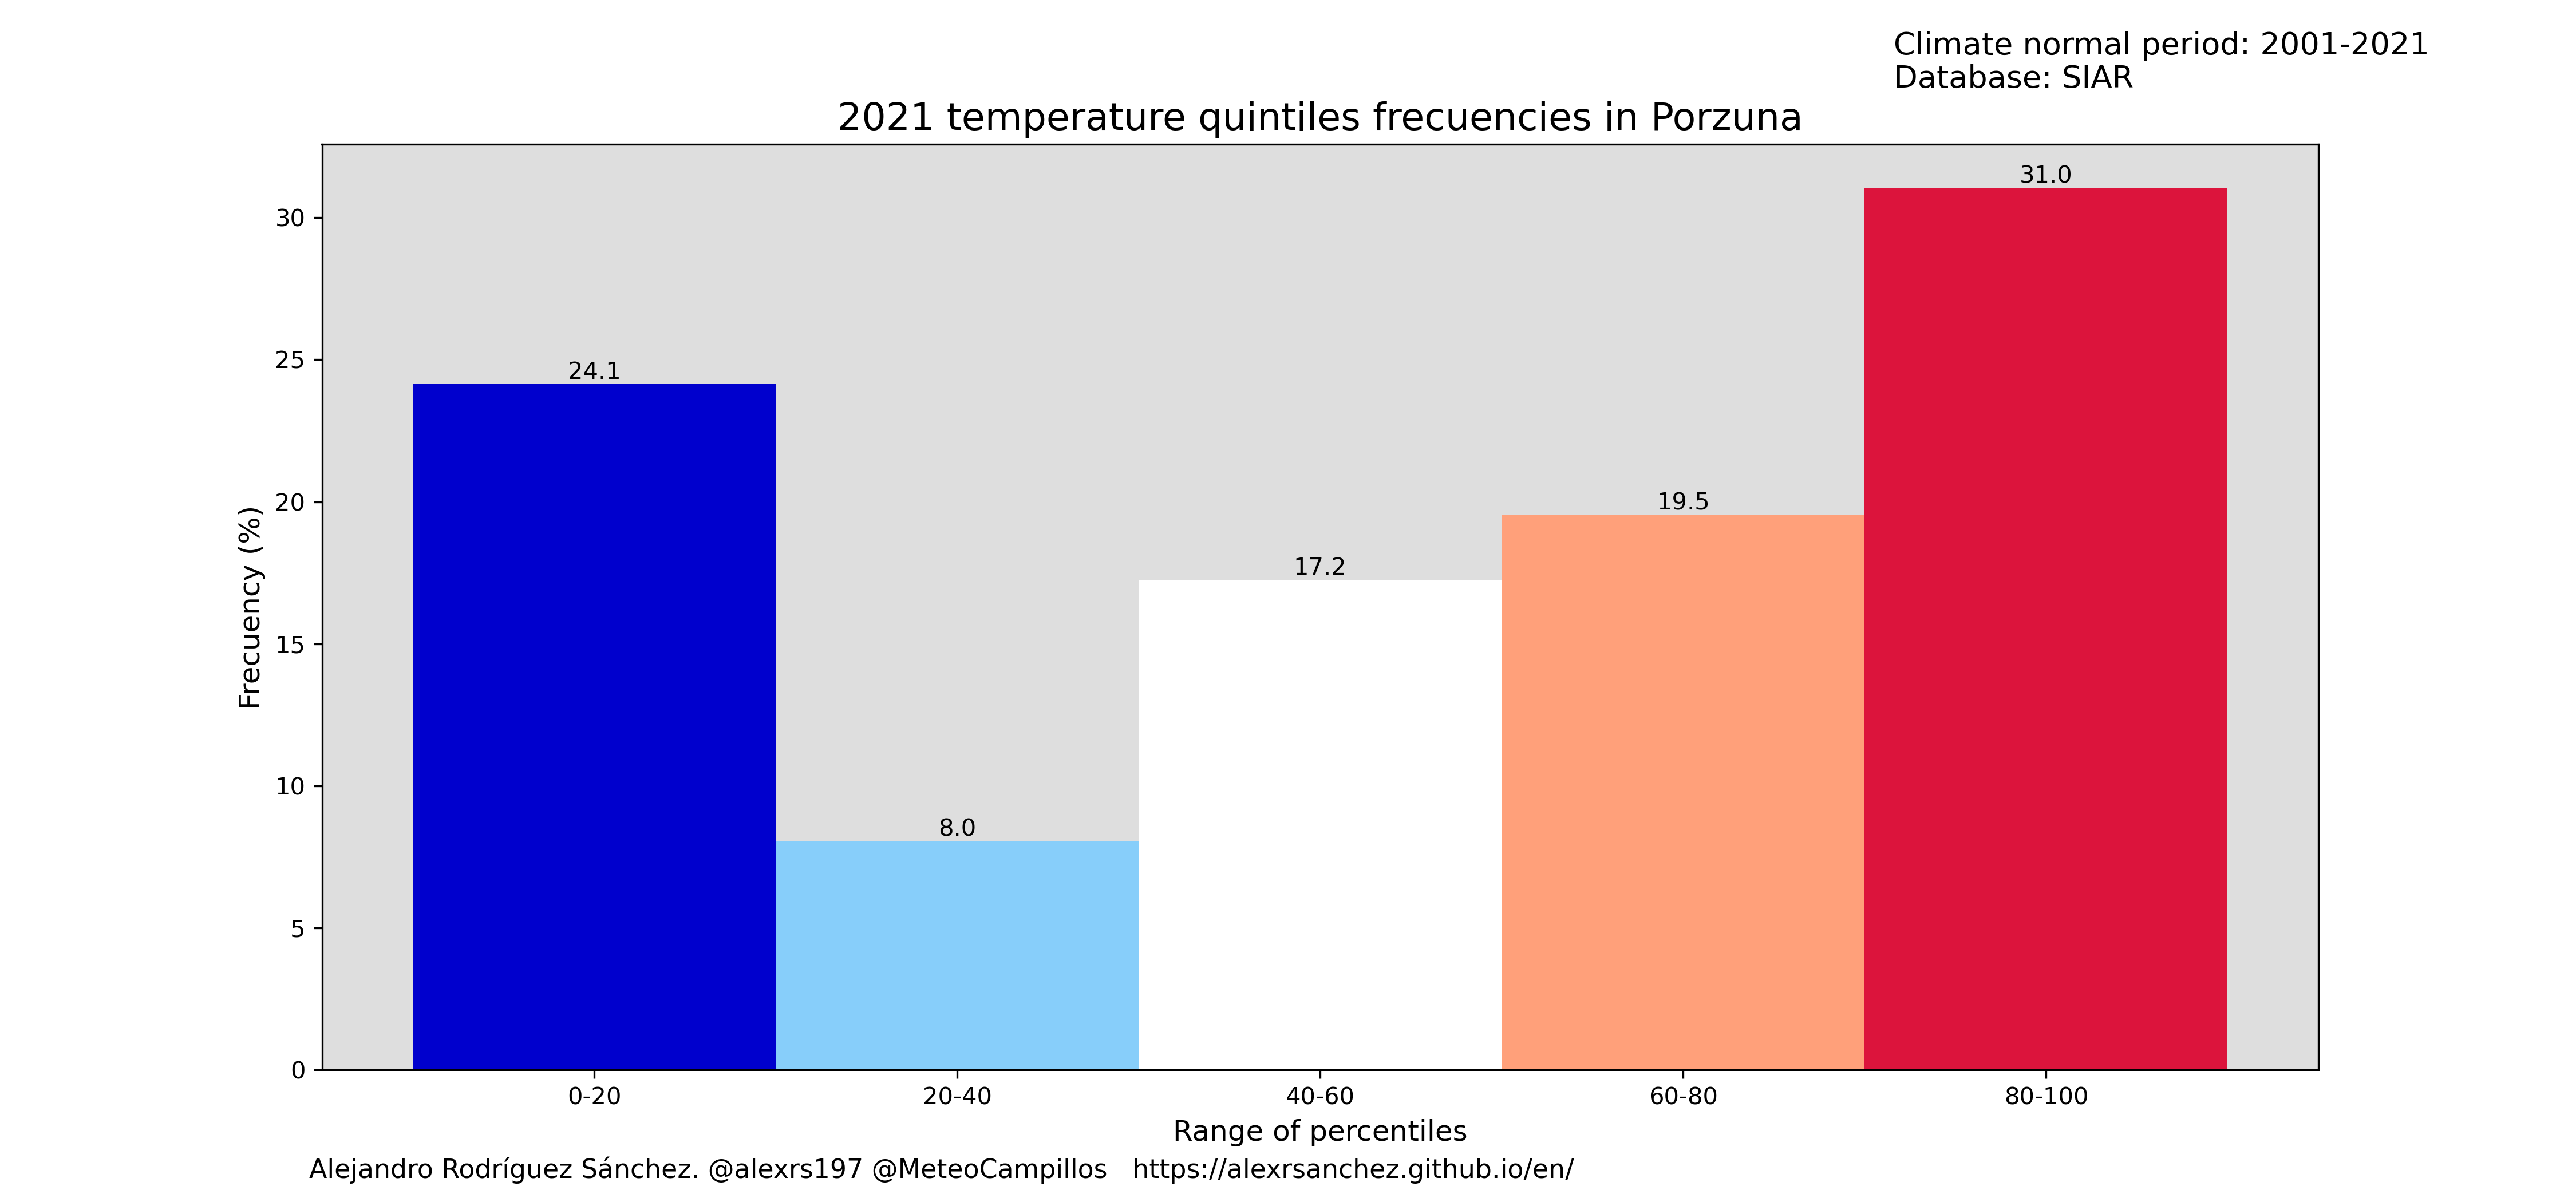 Climate normal period: 2001-2021
Database: SIAR
2021 temperature quintiles frecuencies in Porzuna
31.0
30
25
24.1
20
19.5
17.2
15
10
8.0
5
0
Frecuency (%)
0-20 20-40 40-60 60-80 80-100
Range of percentiles
Alejandro Rodríguez Sánchez. @alexrs197 @MeteoCampillos https://alexrsanchez.github.io/en/